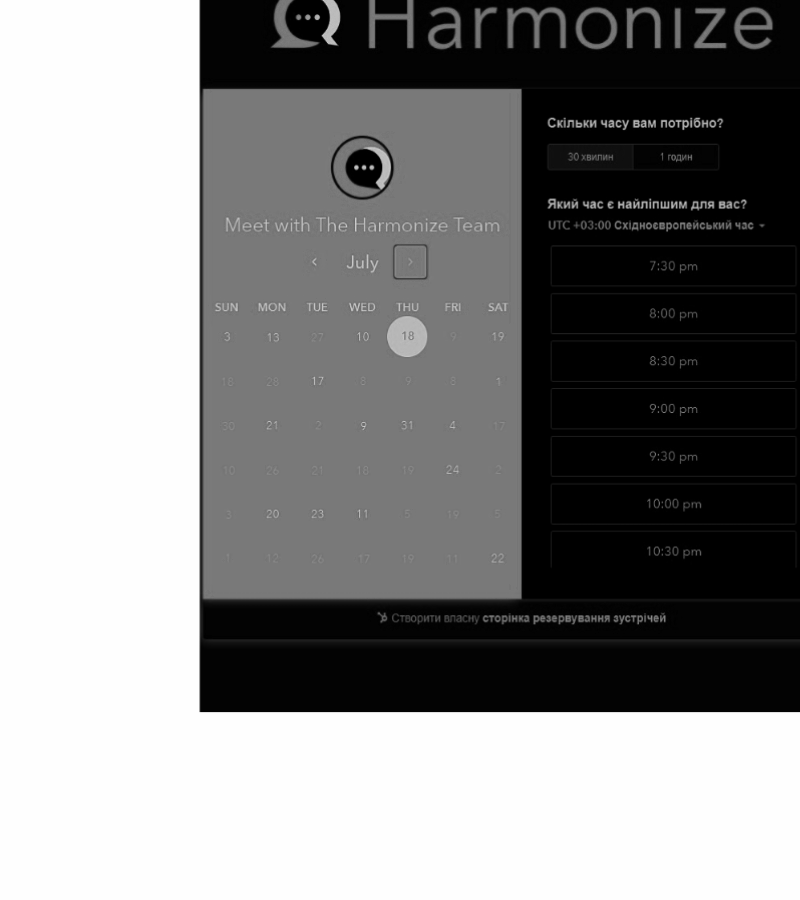 Harmonize
Meet with The Harmonize Team
July
SUN MON TUE WED THU FRI SAT
3 13 27 10 18 9 19
18 28 17 8 9 8 1
30 21 2 9 31 4 17
10 26 21 18 19 24 2
3 20 23 11 5 19 5
1 12 26 17 19 11 22
Скільки часу вам потрібно?
30 хвилин 1 годин
Який час є найліпшим для вас?
UTC +03:00 Східноєвропейський час
7:30 pm
8:00 pm
8:30 pm
9:00 pm
9:30 pm
10:00 pm
10:30 pm
Створити власну сторінка резервування зустрічей